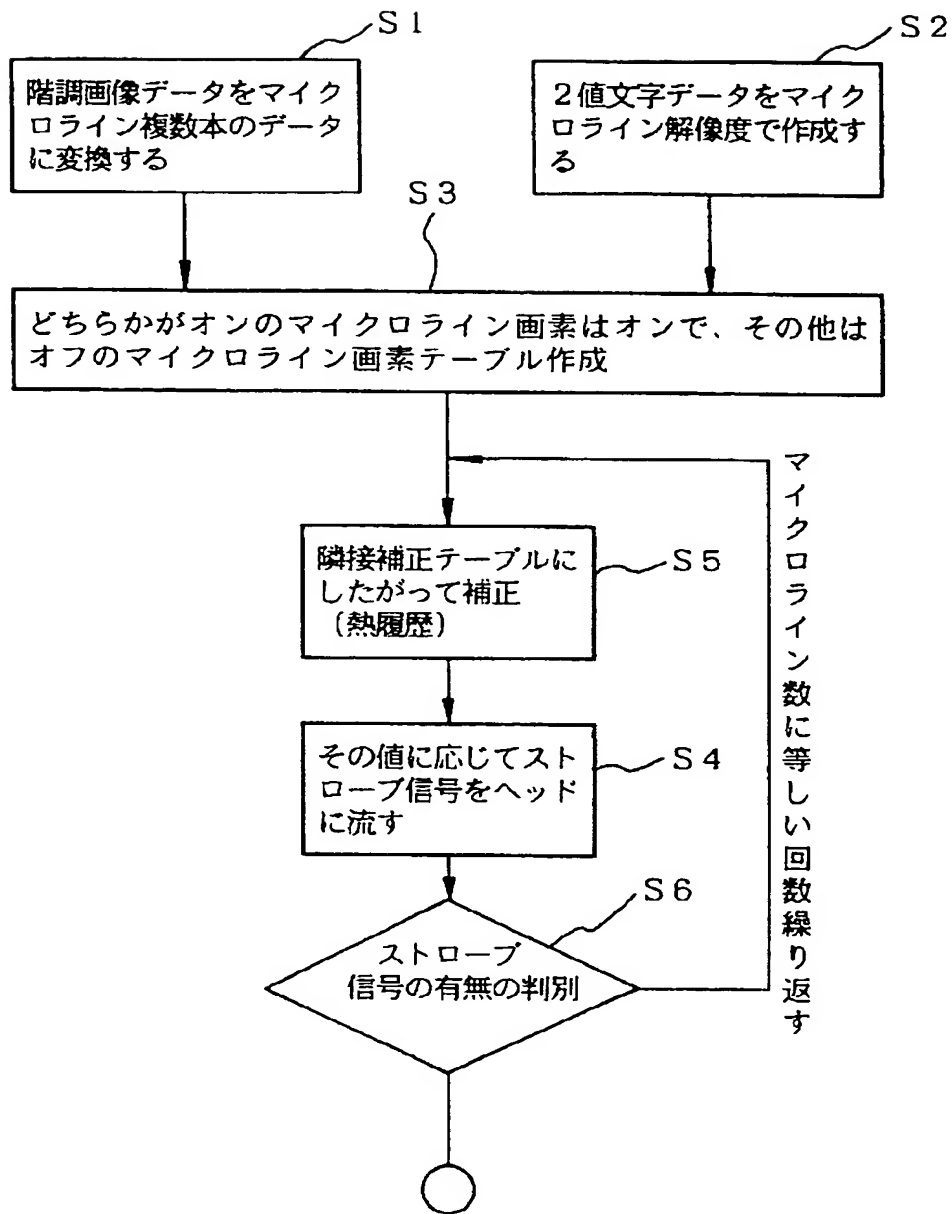 S1
階調画像データをマイク
ロライン複数本のデータ
に変換する
S2
2値文字データをマイク
ロライン解像度で作成す
る
S3
どちらかがオンのマイクロライン画素はオンで、その他は
オフのマイクロライン画素テーブル作成
マイクロライン数に等しい回数繰り返す
隣接補正テーブルに
したがって補正
(熱履歴)
S5
その値に応じてスト
ローブ信号をヘッド
に流す
S4
S6
ストローブ
信号の有無の判別